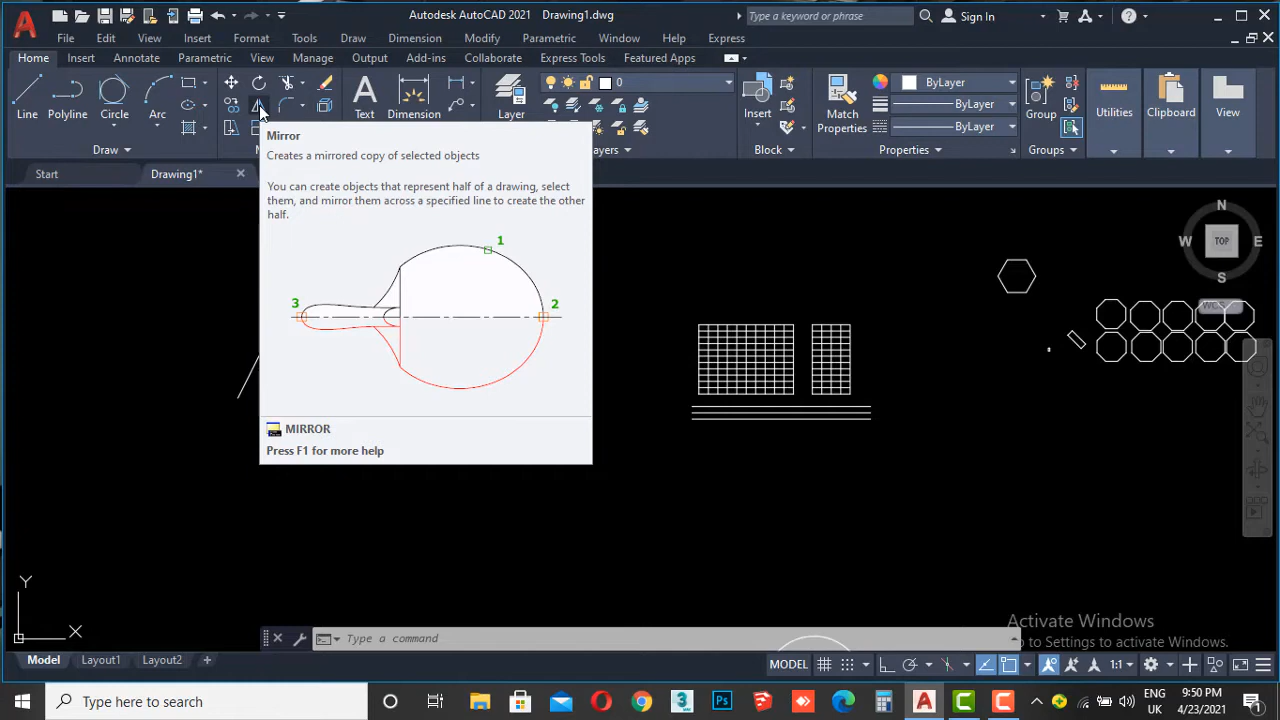 Autodesk AutoCAD 2021 Drawing1.dwg
Type a keyword or phrase
Sign In
File Edit View Insert Format Tools Draw Dimension Modify Parametric Window Help Express
Home Insert Annotate Parametric View Manage Output Add-ins Collaborate Express Tools Featured Apps
Line Polyline Circle Arc
Text Dimension
Layer
0
Insert
Match
Properties
ByLayer
ByLayer
ByLayer
Group
Utilities
Clipboard
View
Draw
Block
Properties
Groups
Start
Drawing1*
Mirror
Creates a mirrored copy of selected objects
You can create objects that represent half of a drawing, select
them, and mirror them across a specified line to create the other
half.
1
2
3
MIRROR
Press F1 for more help
N
W TOP E
S
WCS
Y
X
Type a command
Activate Windows
to Settings to activate Windows.
Model Layout1 Layout2
MODEL
1:1
Type here to search
Ps
3
ENG
UK
9:50 PM
4/23/2021
1